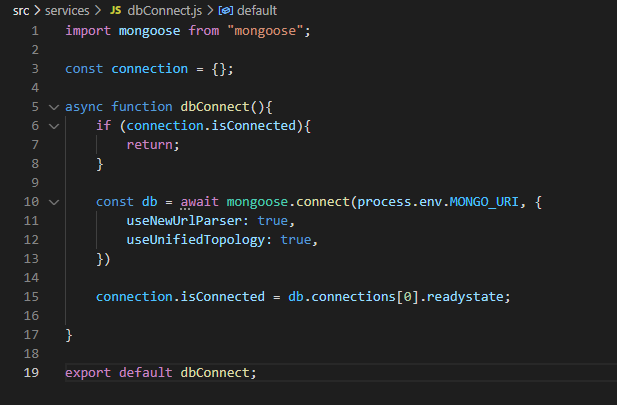 src > services > JS dbConnect.js > default
1 import mongoose from "mongoose";
2
3 const connection = {};
4
5 async function dbConnect(){
6 if (connection.isConnected){
7 return;
8 }
9
10 const db = await mongoose.connect(process.env.MONGO_URI, {
11 useNewUrlParser: true,
12 useUnifiedTopology: true,
13 })
14
15 connection.isConnected = db.connections[0].readystate;
16
17 }
18
19 export default dbConnect;